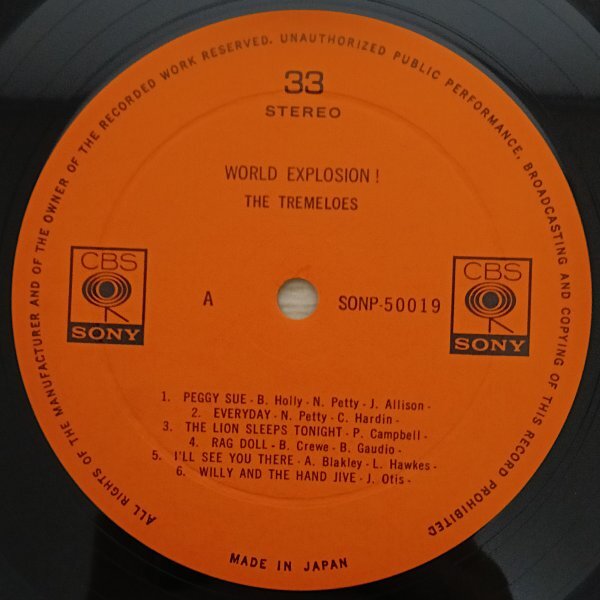 ALL RIGHTS OF THE MANUFACTURER AND OF THE OWNER OF THE RECORDED WORK RESERVED. UNAUTHORIZED PUBLIC PERFORMANCE, BROADCASTING AND COPYING OF THIS RECORD PROHIBITED
33
STEREO
WORLD EXPLOSION!
THE TREMELOES
CBS
SONY
A
SONP-50019
CBS
SONY
1. PEGGY SUE - B. Holly - N. Petty - J. Allison -
2. EVERYDAY - N. Petty - C. Hardin -
3. THE LION SLEEPS TONIGHT - P. Campbell -
4. RAG DOLL - B. Crewe - B. Gaudio -
5. I'LL SEE YOU THERE - A. Blakley - L. Hawkes -
6. WILLY AND THE HAND JIVE - J. Otis -
MADE IN JAPAN